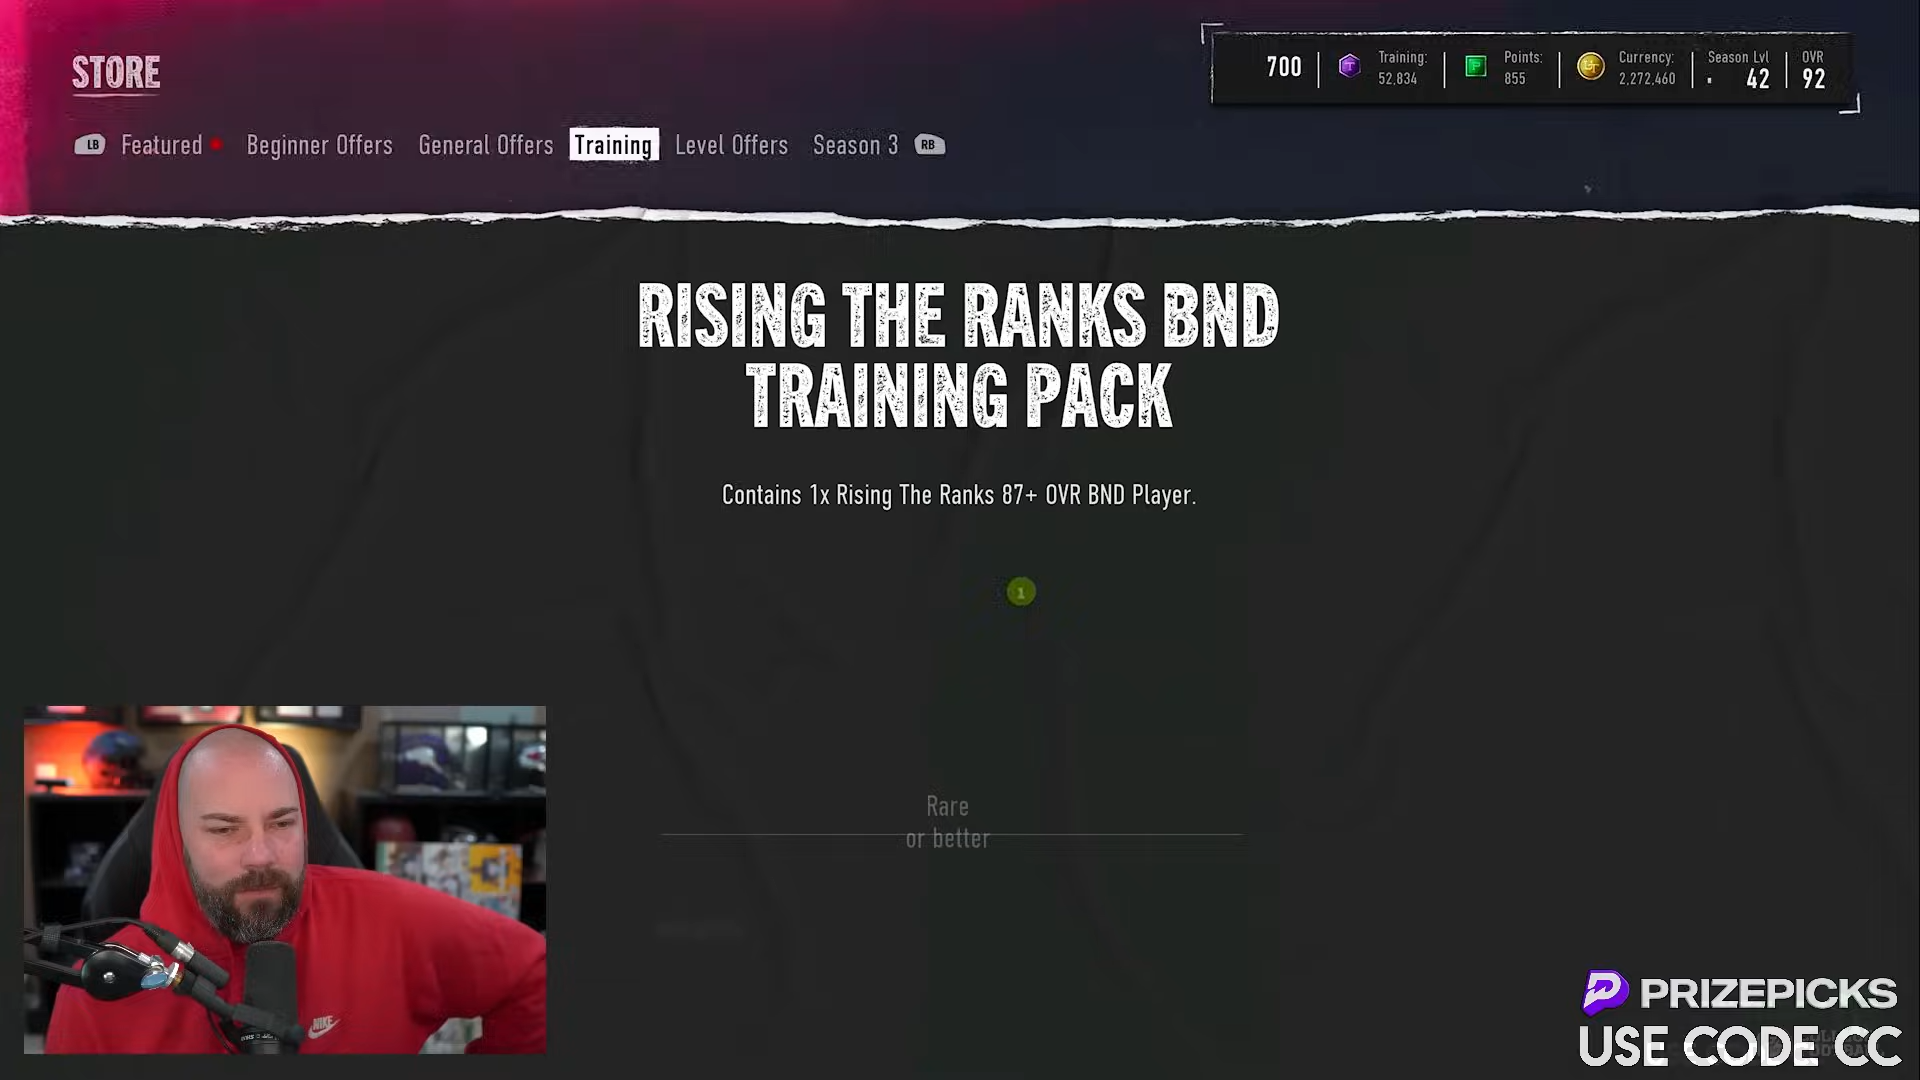 STORE
700
Training:
52,834
Points:
855
Currency:
2,272,460
Season Lvl
42
OVR
92
LB Featured Beginner Offers General Offers Training Level Offers Season 3 RB
RISING THE RANKS BND
TRAINING PACK
Contains 1x Rising The Ranks 87+ OVR BND Player.
1
Rare
or better
NIKE
PRIZEPICKS
USE CODE CC